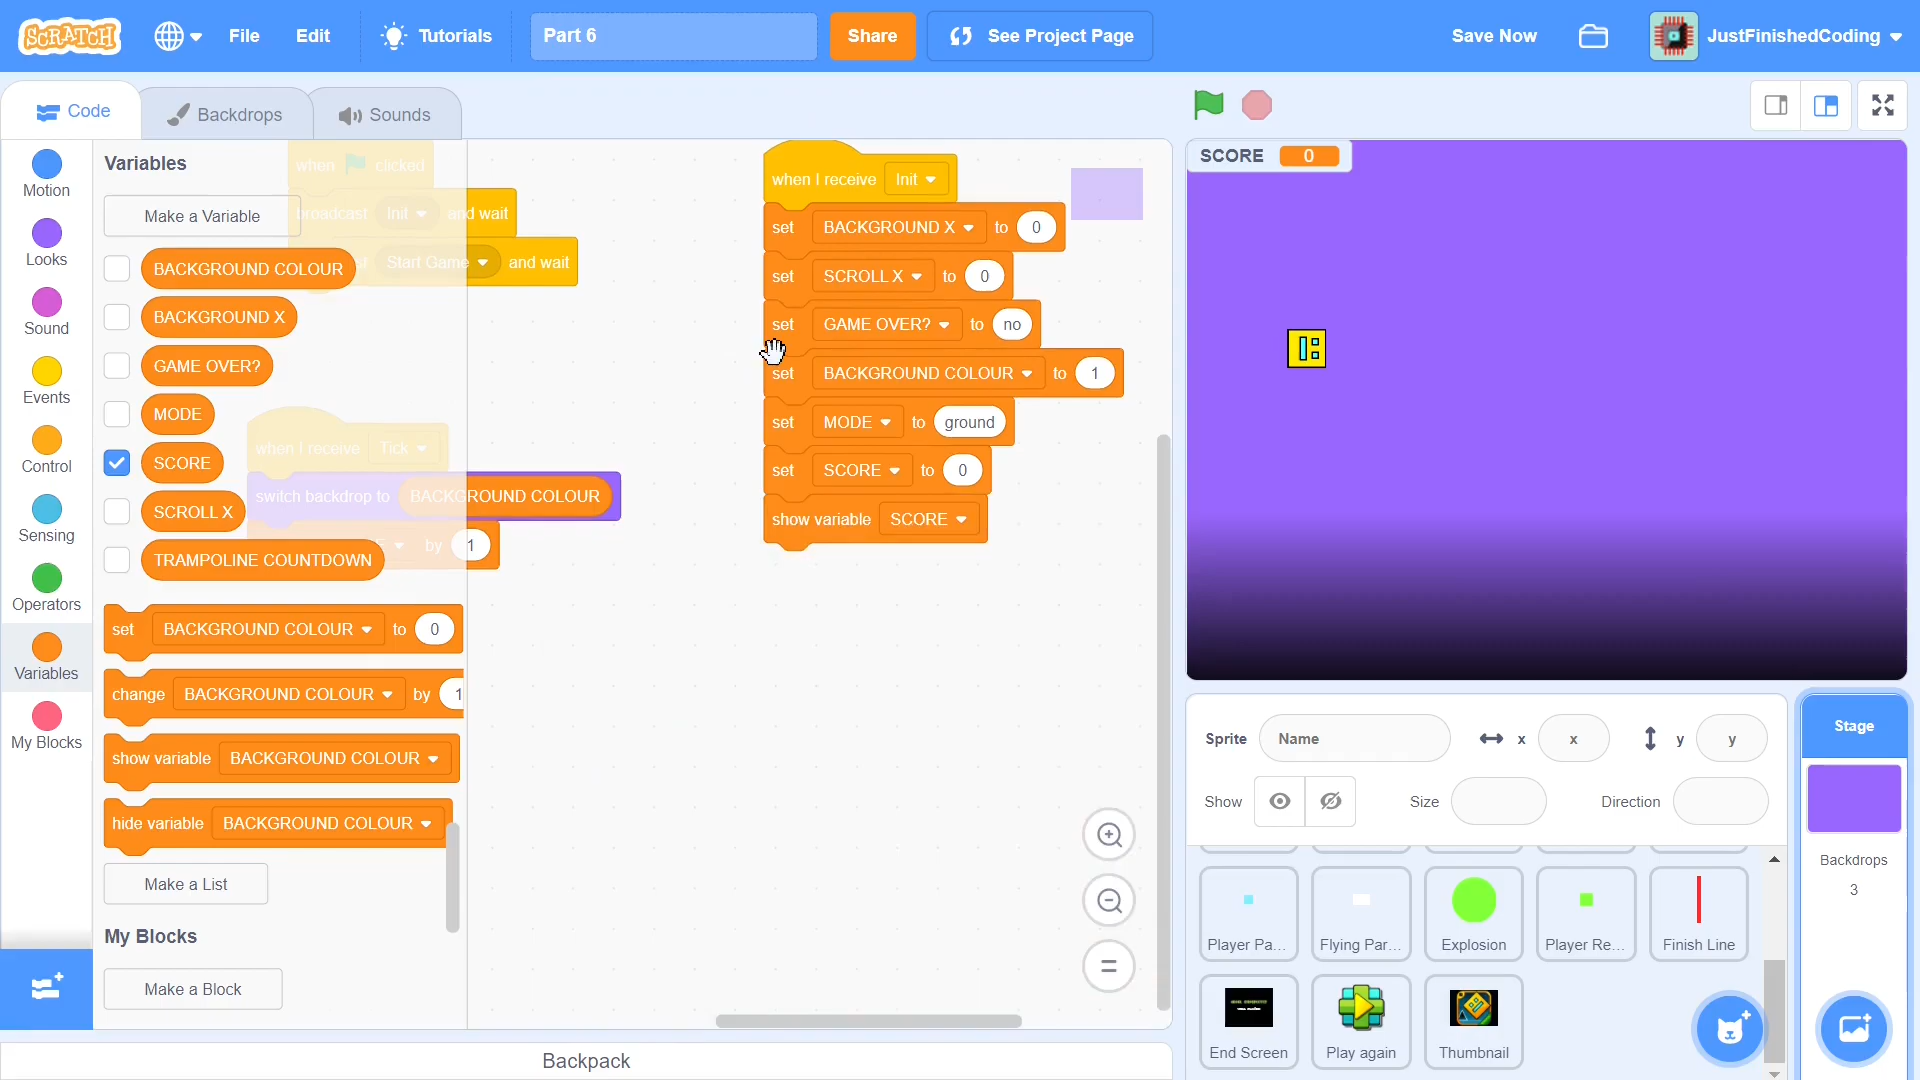 SCRATCH
File
Edit
Tutorials
Part 6
Share
See Project Page
Save Now
JustFinishedCoding
Code
Backdrops
Sounds
Motion
Looks
Sound
Events
Control
Sensing
Operators
Variables
My Blocks
Variables
Make a Variable
BACKGROUND COLOUR
BACKGROUND X
GAME OVER?
MODE
SCORE
SCROLL X
TRAMPOLINE COUNTDOWN
set BACKGROUND COLOUR to 0
change BACKGROUND COLOUR by 1
show variable BACKGROUND COLOUR
hide variable BACKGROUND COLOUR
Make a List
My Blocks
Make a Block
when clicked
broadcast Init and wait
Start Game and wait
when I receive Tick
switch backdrop to BACKGROUND COLOUR
by 1
when I receive Init
set BACKGROUND X to 0
set SCROLL X to 0
set GAME OVER? to no
set BACKGROUND COLOUR to 1
set MODE to ground
set SCORE to 0
show variable SCORE
Backpack
SCORE 0
Sprite Name x x y y
Show Size Direction
Player Pa...
Flying Par...
Explosion
Player Re...
Finish Line
End Screen
Play again
Thumbnail
Stage
Backdrops
3